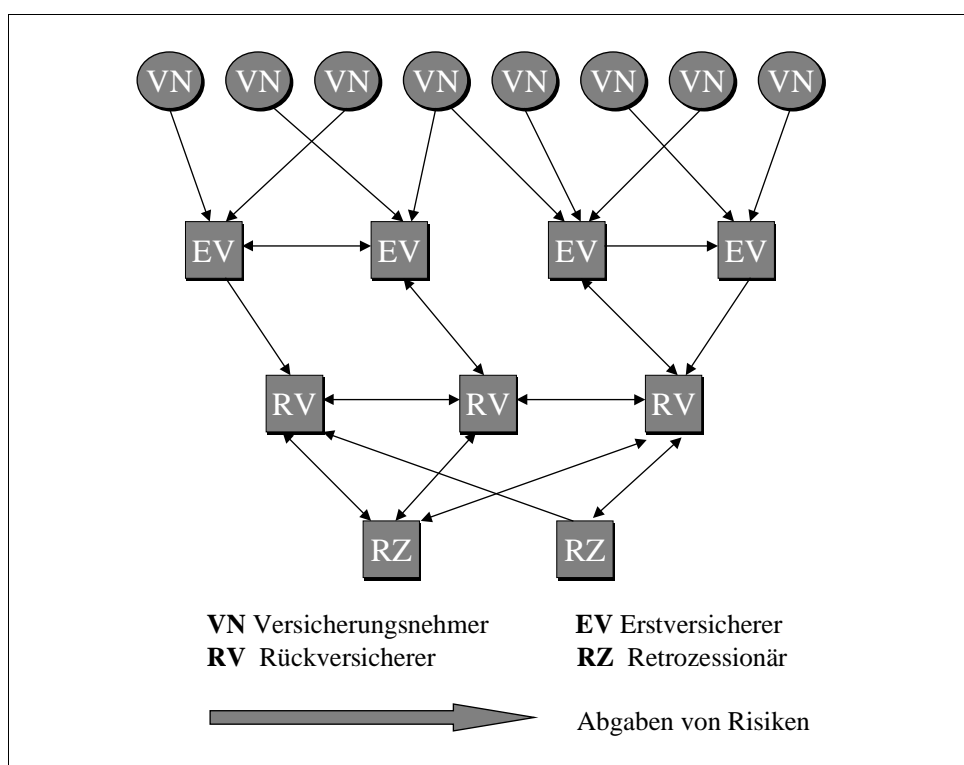 VN VN VN VN VN VN VN VN
EV EV EV EV
RV RV RV
RZ RZ
VN Versicherungsnehmer EV Erstversicherer
RV Rückversicherer RZ Retrozessionär
Abgaben von Risiken